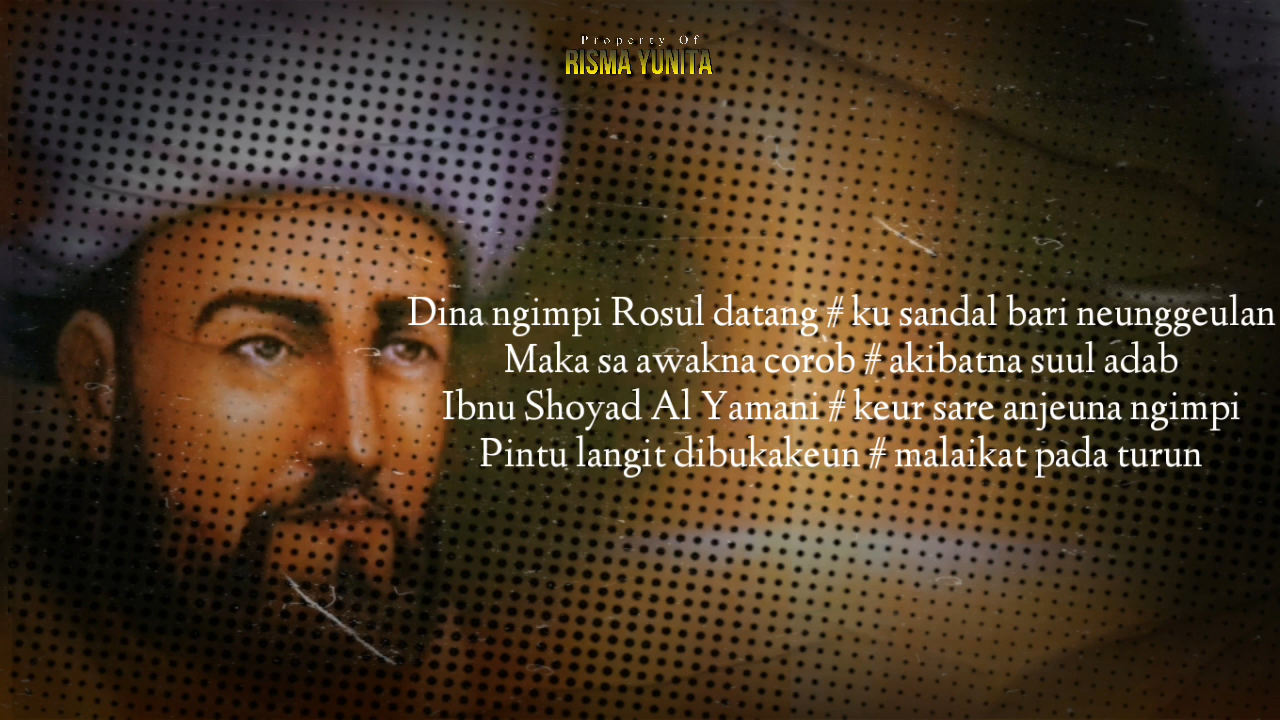 Property Of
RISMA YUNITA
Dina ngimpi Rosul datang # ku sandal bari neunggeulan
Maka sa awakna corob # akibatna suul adab
Ibnu Shoyad Al Yamani # keur sare anjeuna ngimpi
Pintu langit dibukakeun # malaikat pada turun